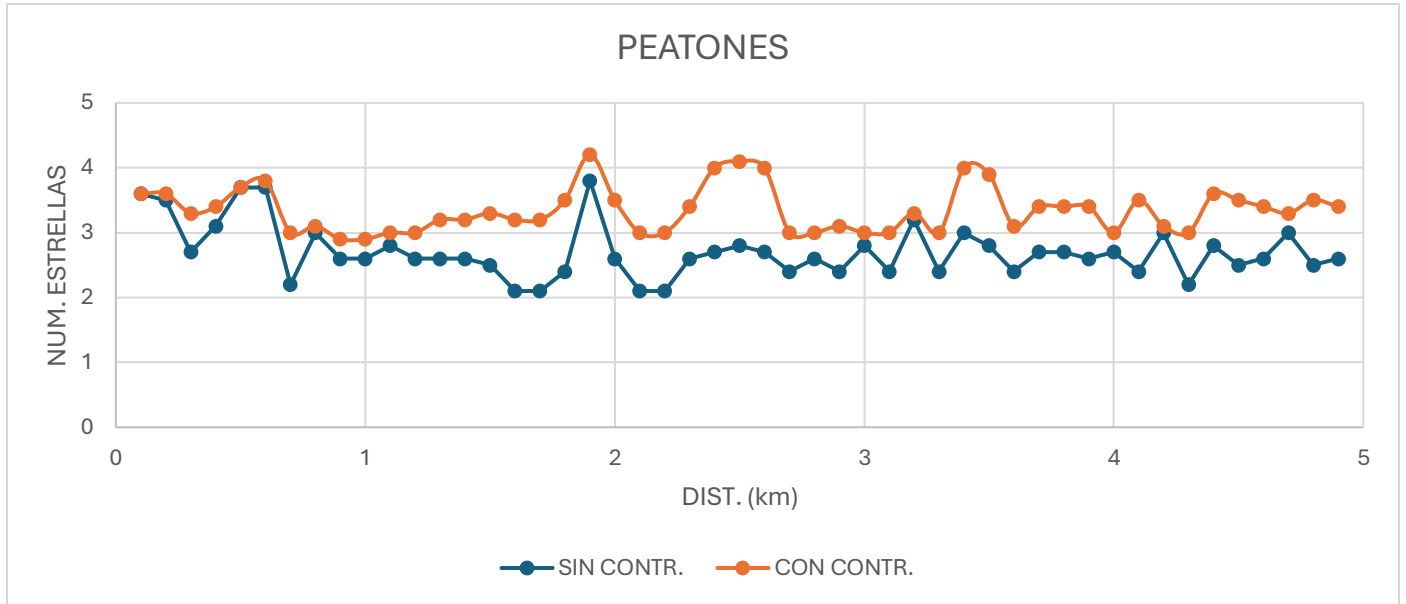 PEATONES
5
4
3
2
1
0
NUM. ESTRELLAS
0 1 2 3 4 5
DIST. (km)
SIN CONTR. CON CONTR.